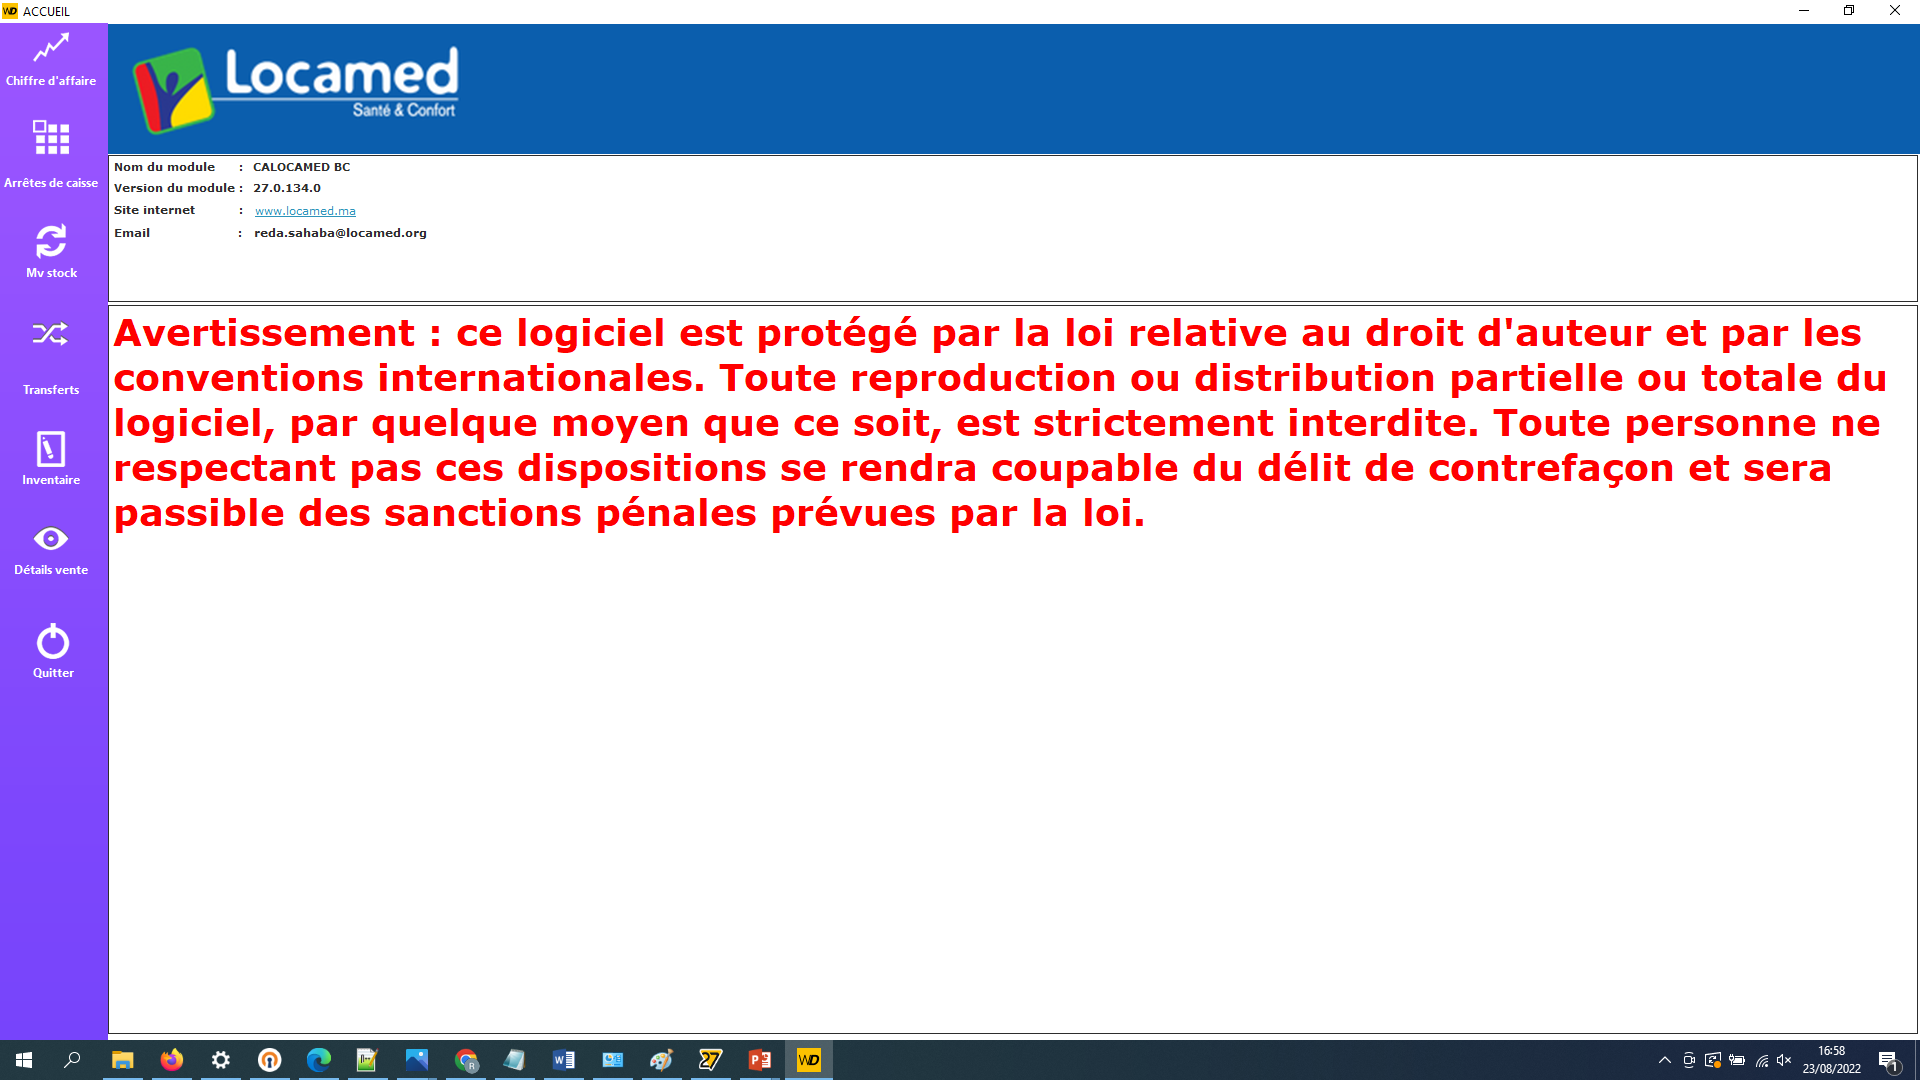 ACCUEIL
Chiffre d'affaire
Arrêtes de caisse
Mv stock
Transferts
Inventaire
Détails vente
Quitter
Locamed
Santé & Confort
Nom du module : CALOCAMED BC
Version du module : 27.0.134.0
Site internet : www.locamed.ma
Email : reda.sahaba@locamed.org
Avertissement : ce logiciel est protégé par la loi relative au droit d'auteur et par les
conventions internationales. Toute reproduction ou distribution partielle ou totale du
logiciel, par quelque moyen que ce soit, est strictement interdite. Toute personne ne
respectant pas ces dispositions se rendra coupable du délit de contrefaçon et sera
passible des sanctions pénales prévues par la loi.
16:58
23/08/2022